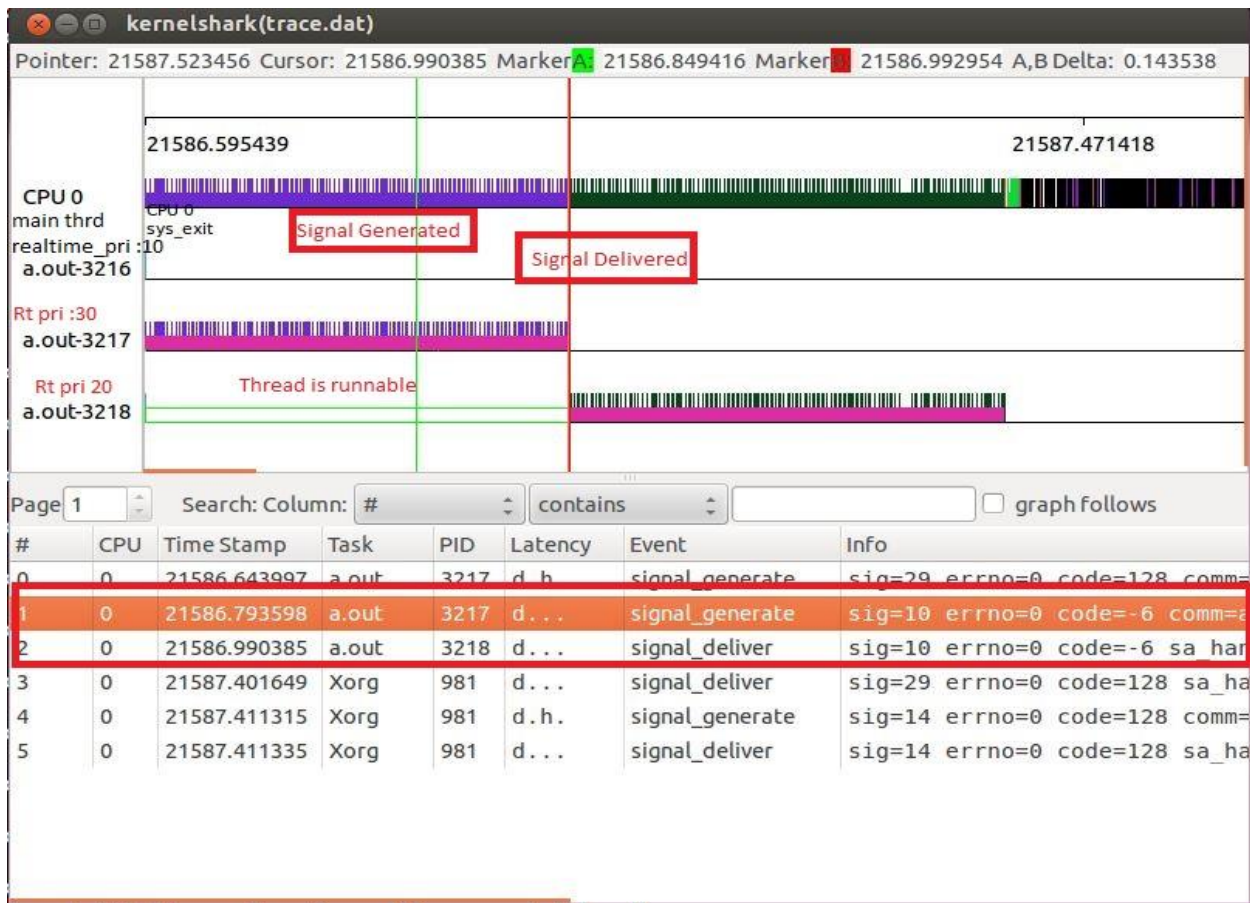 kernelshark(trace.dat)
Pointer: 21587.523456 Cursor: 21586.990385 Marker A: 21586.849416 Marker 21586.992954 A,B Delta: 0.143538
21586.595439 21587.471418
CPU 0
CPU 0
main thrd
sys_exit
realtime_pri :10
a.out-3216
Signal Generated
Signal Delivered
Rt pri :30
a.out-3217
Rt pri 20
Thread is runnable
a.out-3218
Page 1 Search: Column: # contains graph follows
# CPU Time Stamp Task PID Latency Event Info
0 0 21586.643997 a.out 3217 d.h. signal_generate sig=29 errno=0 code=128 comm=
1 0 21586.793598 a.out 3217 d... signal_generate sig=10 errno=0 code=-6 comm=a
2 0 21586.990385 a.out 3218 d... signal_deliver sig=10 errno=0 code=-6 sa_han
3 0 21587.401649 Xorg 981 d... signal_deliver sig=29 errno=0 code=128 sa_ha
4 0 21587.411315 Xorg 981 d.h. signal_generate sig=14 errno=0 code=128 comm=
5 0 21587.411335 Xorg 981 d... signal_deliver sig=14 errno=0 code=128 sa_ha